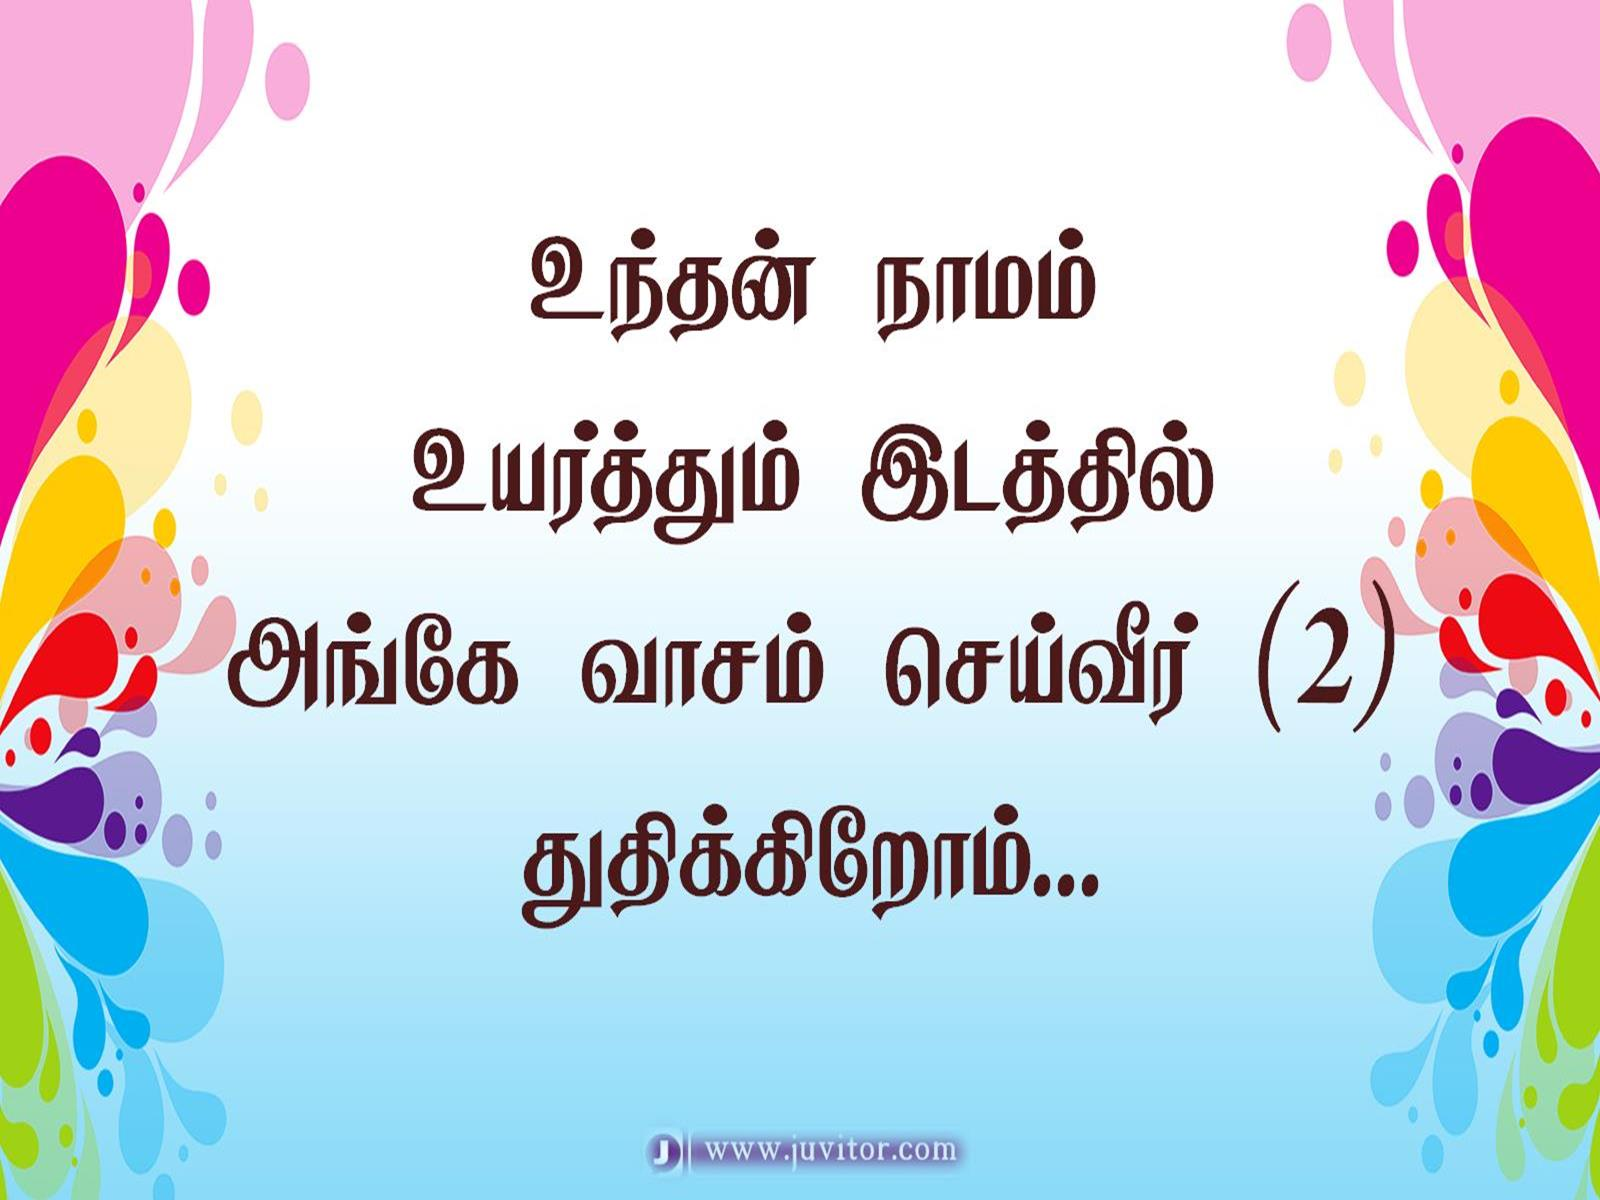 உந்தன் நாமம்
உயர்த்தும் இடத்தில்
அங்கே வாசம் செய்வீர் (2)
துதிக்கிறோம்...
J www.juvitor.com